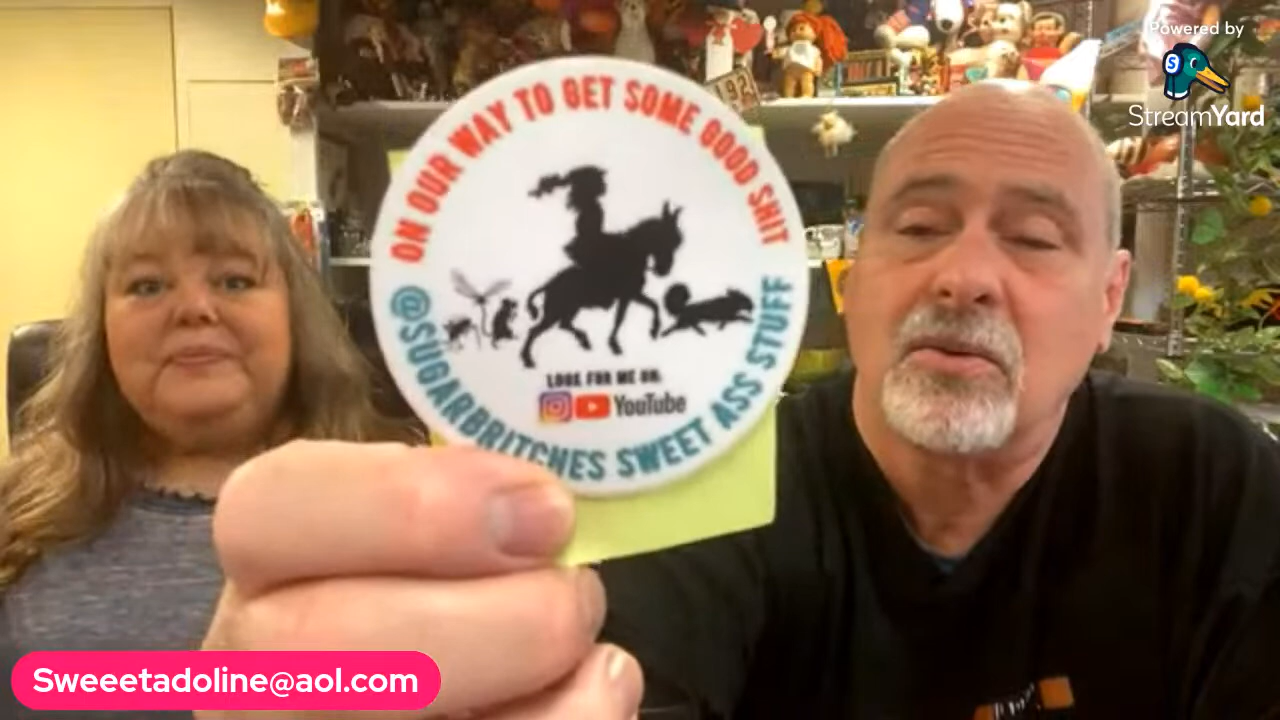 Powered by
StreamYard
192
ON OUR WAY TO GET SOME GOOD SHIT
LOOK FOR ME ON:
YouTube
@SUGARBRITCHES SWEET ASS STUFF
Sweeetadoline@aol.com